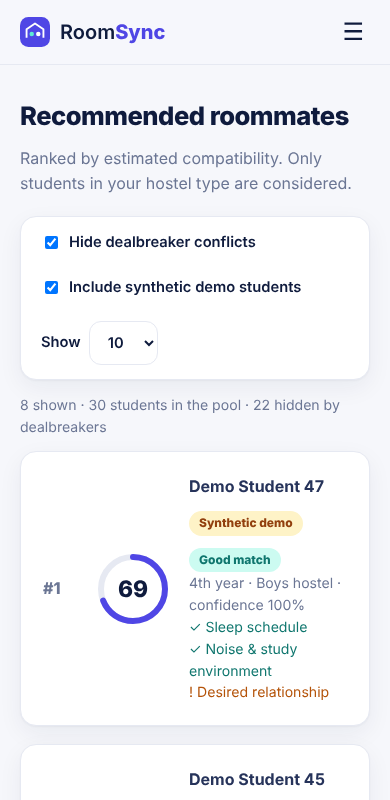 RoomSync
Recommended roommates
Ranked by estimated compatibility. Only
students in your hostel type are considered.
Hide dealbreaker conflicts
Include synthetic demo students
Show 10
8 shown · 30 students in the pool · 22 hidden by
dealbreakers
#1
69
Demo Student 47
Synthetic demo
Good match
4th year · Boys hostel ·
confidence 100%
✓ Sleep schedule
✓ Noise & study
environment
! Desired relationship
Demo Student 45